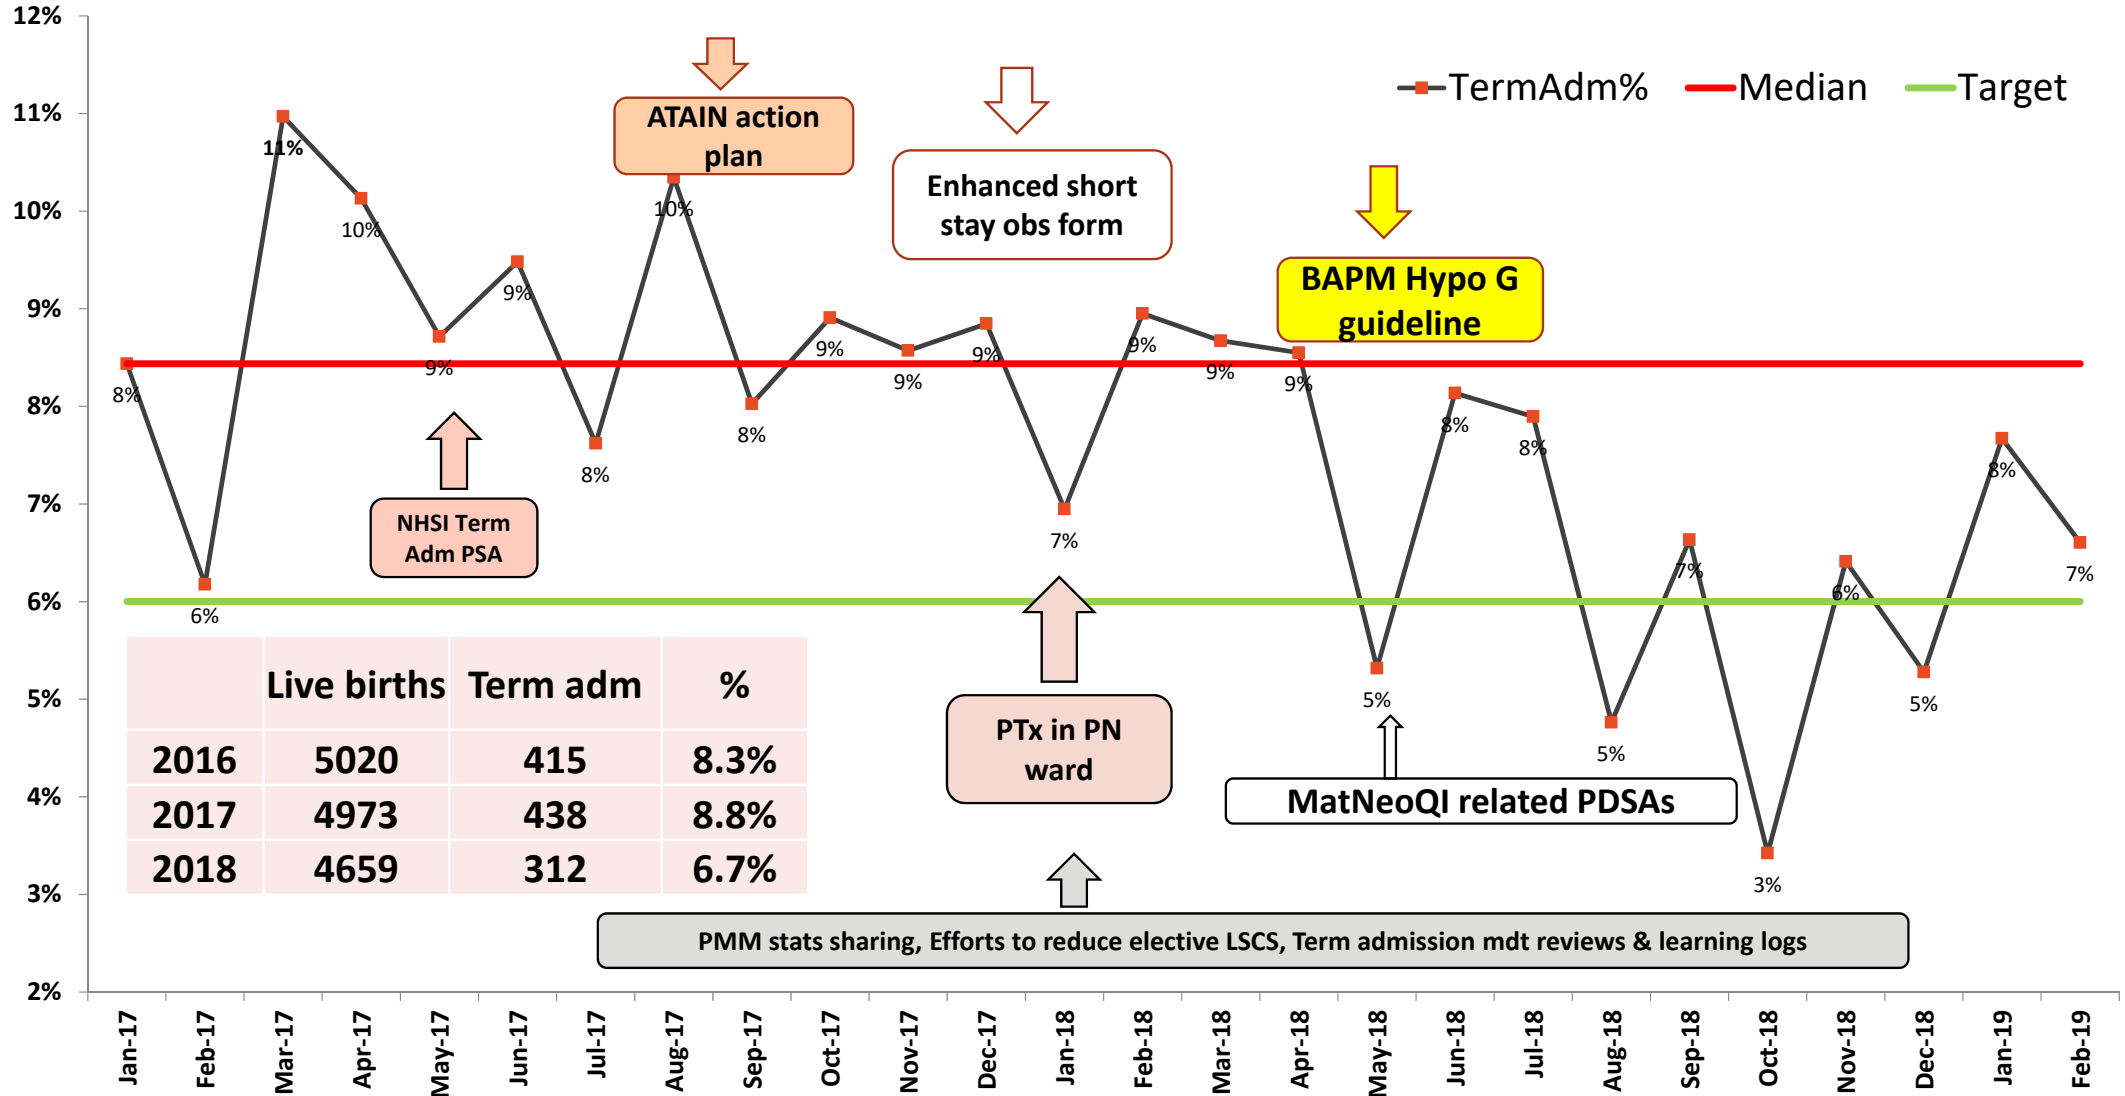 12%
11%
10%
9%
8%
7%
6%
5%
4%
3%
2%
TermAdm% Median Target
ATAIN action
plan
Enhanced short
stay obs form
BAPM Hypo G
guideline
NHSI Term
Adm PSA
PTx in PN
ward
MatNeoQI related PDSAs
PMM stats sharing, Efforts to reduce elective LSCS, Term admission mdt reviews & learning logs
8%
6%
11%
10%
9%
9%
8%
10%
8%
9%
9%
9%
7%
9%
9%
9%
5%
8%
8%
5%
7%
3%
6%
5%
8%
7%
Live births Term adm %
2016 5020 415 8.3%
2017 4973 438 8.8%
2018 4659 312 6.7%
Jan-17
Feb-17
Mar-17
Apr-17
May-17
Jun-17
Jul-17
Aug-17
Sep-17
Oct-17
Nov-17
Dec-17
Jan-18
Feb-18
Mar-18
Apr-18
May-18
Jun-18
Jul-18
Aug-18
Sep-18
Oct-18
Nov-18
Dec-18
Jan-19
Feb-19